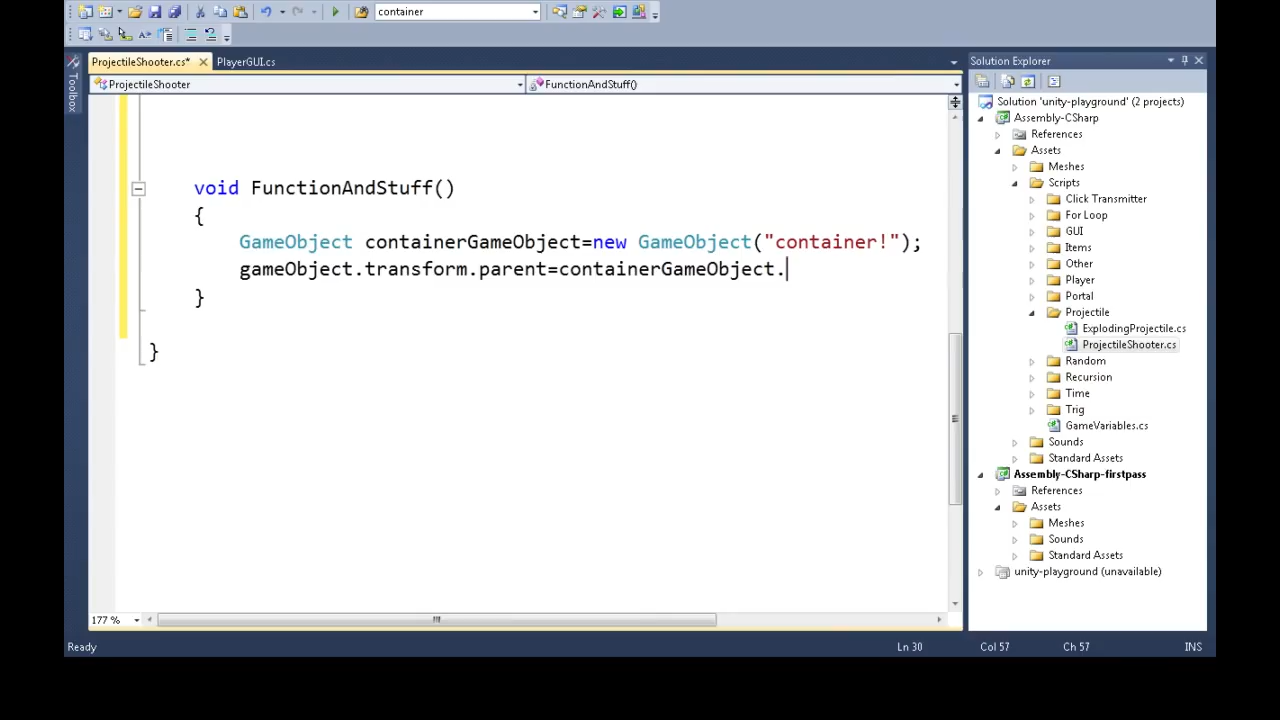 container
ProjectileShooter.cs*
PlayerGUI.cs
ProjectileShooter
FunctionAndStuff()
Toolbox
void FunctionAndStuff()
{
GameObject containerGameObject=new GameObject("container!");
gameObject.transform.parent=containerGameObject.
}
}
177 %
Solution Explorer
Solution 'unity-playground' (2 projects)
Assembly-CSharp
References
Assets
Meshes
Scripts
Click Transmitter
For Loop
GUI
Items
Other
Player
Portal
Projectile
ExplodingProjectile.cs
ProjectileShooter.cs
Random
Recursion
Time
Trig
GameVariables.cs
Sounds
Standard Assets
Assembly-CSharp-firstpass
References
Assets
Meshes
Sounds
Standard Assets
unity-playground (unavailable)
Ready
Ln 30
Col 57
Ch 57
INS